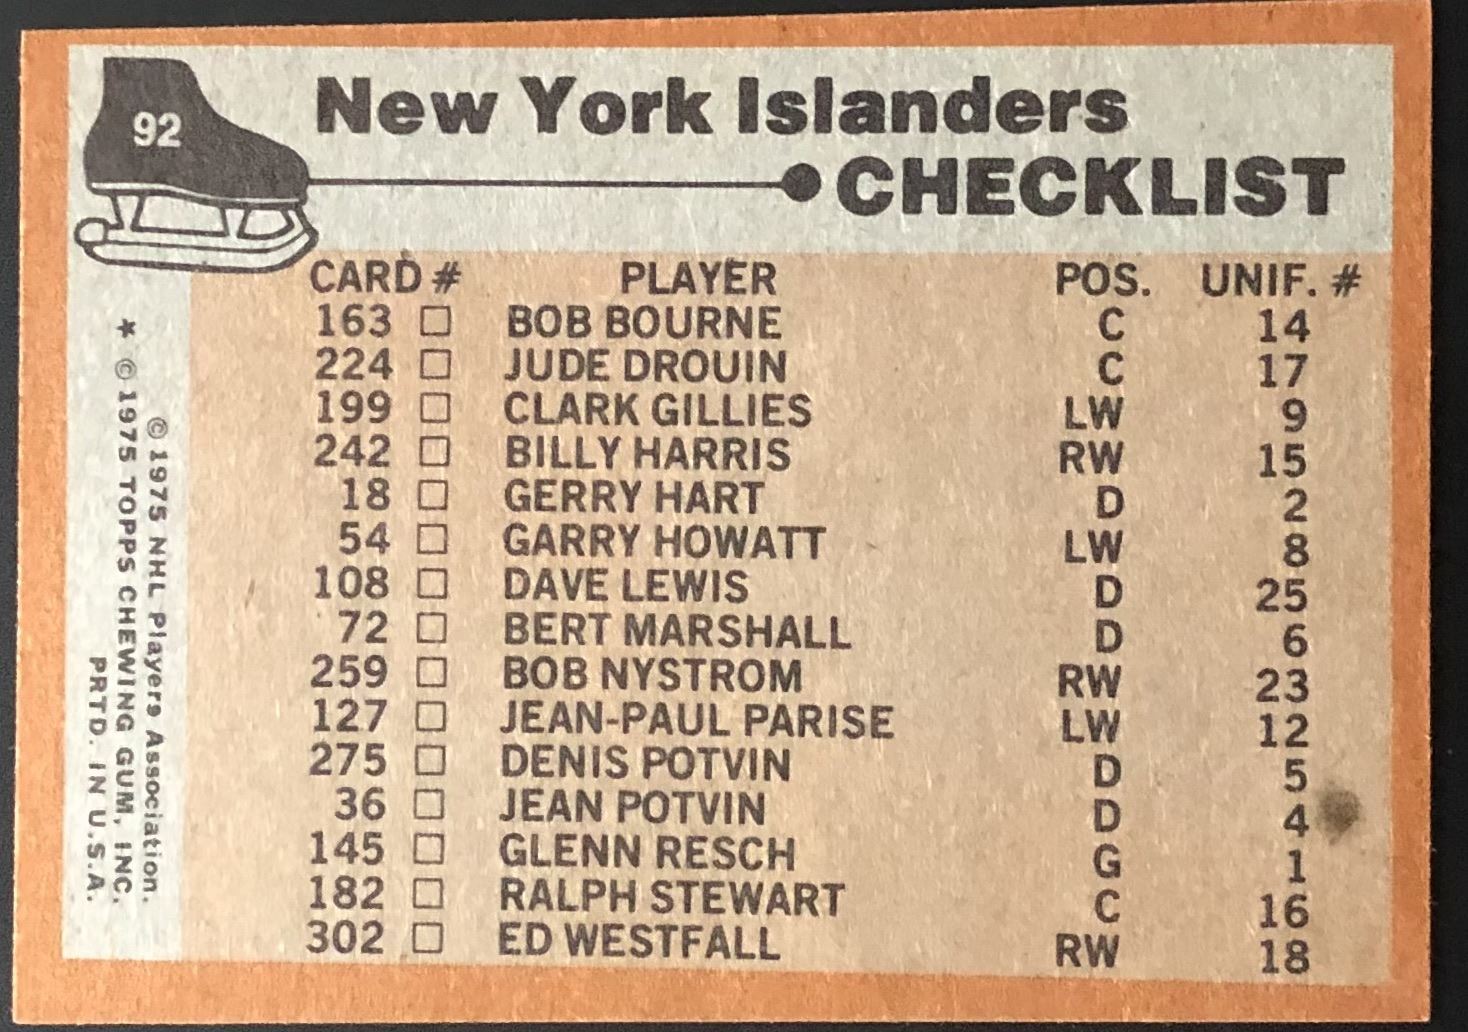 92
New York Islanders
CHECKLIST
CARD # PLAYER POS. UNIF. #
163 □ BOB BOURNE C 14
224 □ JUDE DROUIN C 17
199 □ CLARK GILLIES LW 9
242 □ BILLY HARRIS RW 15
18 □ GERRY HART D 2
54 □ GARRY HOWATT LW 8
108 □ DAVE LEWIS D 25
72 □ BERT MARSHALL D 6
259 □ BOB NYSTROM RW 23
127 □ JEAN-PAUL PARISE LW 12
275 □ DENIS POTVIN D 5
36 □ JEAN POTVIN D 4
145 □ GLENN RESCH G 1
182 □ RALPH STEWART C 16
302 □ ED WESTFALL RW 18
© 1975 NHL Players Association.
* © 1975 TOPPS CHEWING GUM, INC.
PRTD. IN U.S.A.